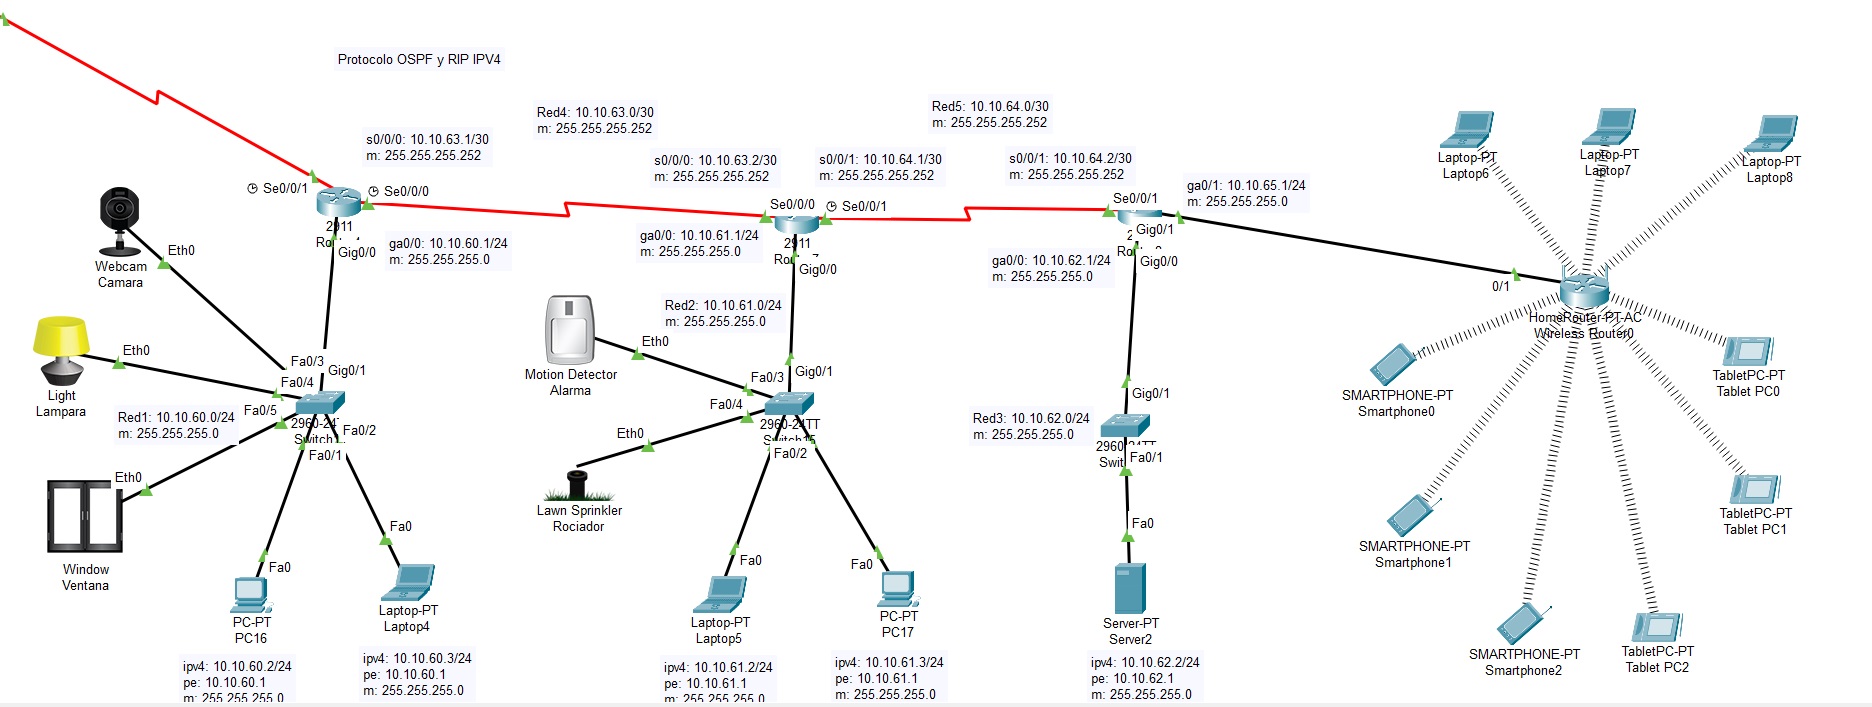 Protocolo OSPF y RIP IPV4
Red4: 10.10.63.0/30
m: 255.255.255.252
Red5: 10.10.64.0/30
m: 255.255.255.252
s0/0/0: 10.10.63.1/30
m: 255.255.255.252
s0/0/0: 10.10.63.2/30
m: 255.255.255.252
s0/0/1: 10.10.64.1/30
m: 255.255.255.252
s0/0/1: 10.10.64.2/30
m: 255.255.255.252
ga0/1: 10.10.65.1/24
m: 255.255.255.0
Se0/0/1
Se0/0/0
2911
Gig0/0
ga0/0: 10.10.60.1/24
m: 255.255.255.0
Se0/0/0
Se0/0/1
2911
Gig0/0
ga0/0: 10.10.61.1/24
m: 255.255.255.0
Se0/0/1
Gig0/1
Gig0/0
ga0/0: 10.10.62.1/24
m: 255.255.255.0
Laptop-PT
Laptop6
Laptop-PT
Laptop7
Laptop-PT
Laptop8
0/1
HomeRouter-PT-AC
Wireless Router0
Webcam
Camara
Eth0
Light
Lampara
Eth0
Fa0/3
Gig0/1
Fa0/4
Fa0/5
Fa0/2
Fa0/1
Red1: 10.10.60.0/24
m: 255.255.255.0
Eth0
Window
Ventana
Red2: 10.10.61.0/24
m: 255.255.255.0
Motion Detector
Alarma
Eth0
Fa0/3
Gig0/1
Fa0/4
2960-24TT
Fa0/2
Eth0
Lawn Sprinkler
Rociador
Red3: 10.10.62.0/24
m: 255.255.255.0
Gig0/1
Fa0/1
Fa0
SMARTPHONE-PT
Smartphone0
TabletPC-PT
Tablet PC0
SMARTPHONE-PT
Smartphone1
TabletPC-PT
Tablet PC1
SMARTPHONE-PT
Smartphone2
TabletPC-PT
Tablet PC2
Fa0
PC-PT
PC16
Fa0
Laptop-PT
Laptop4
Fa0
Laptop-PT
Laptop5
Fa0
PC-PT
PC17
Server-PT
Server2
ipv4: 10.10.60.2/24
pe: 10.10.60.1
m: 255.255.255.0
ipv4: 10.10.60.3/24
pe: 10.10.60.1
m: 255.255.255.0
ipv4: 10.10.61.2/24
pe: 10.10.61.1
m: 255.255.255.0
ipv4: 10.10.61.3/24
pe: 10.10.61.1
m: 255.255.255.0
ipv4: 10.10.62.2/24
pe: 10.10.62.1
m: 255.255.255.0